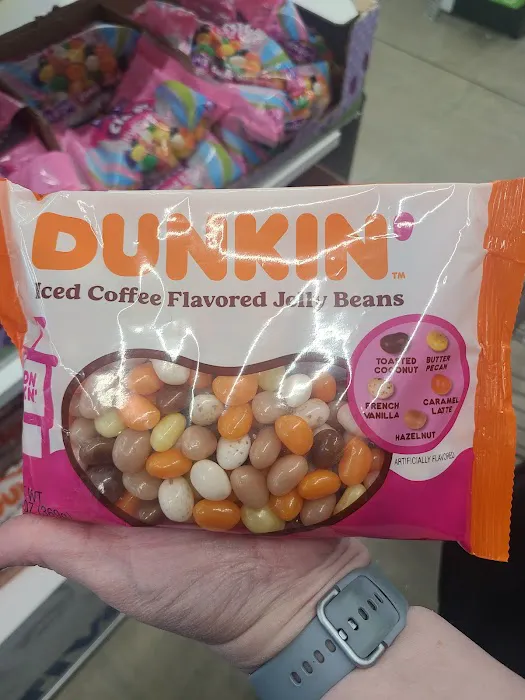 DUNKIN'™
Iced Coffee Flavored Jelly Beans
TOASTED
COCONUT
BUTTER
PECAN
FRENCH
VANILLA
CARAMEL
LATTE
HAZELNUT
ARTIFICIALLY FLAVORED